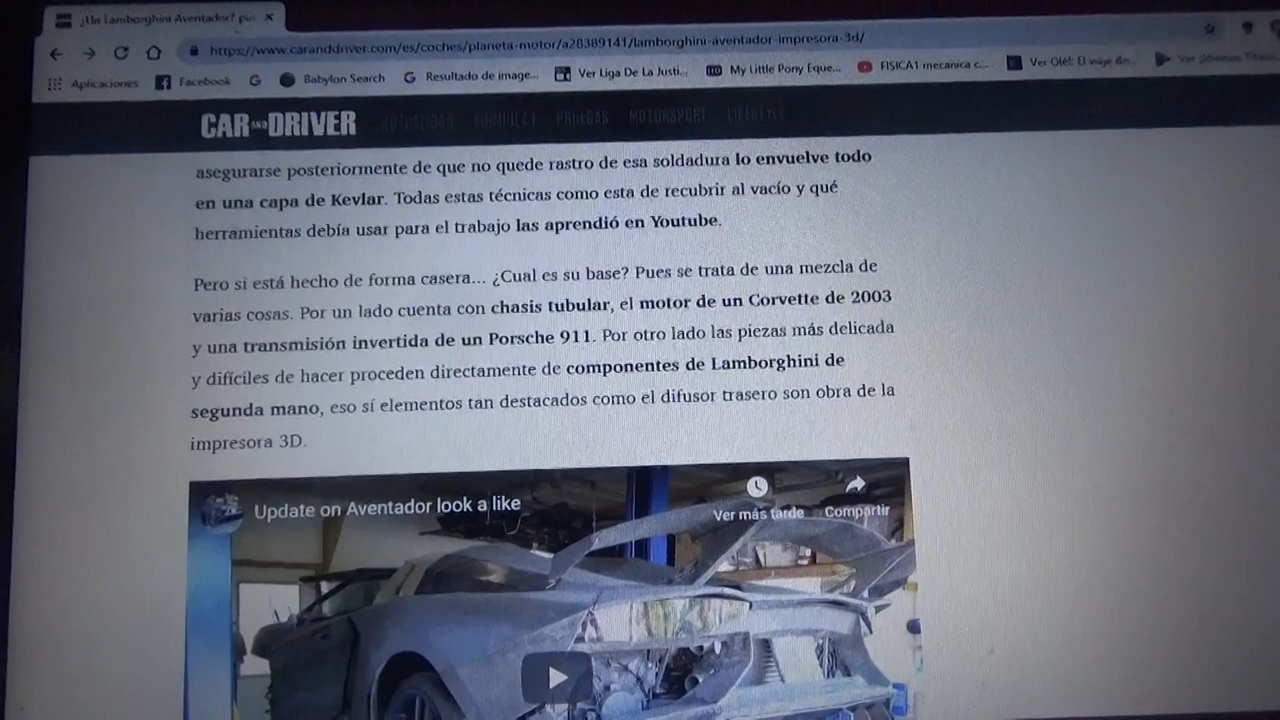 ¿Un Lamborghini Aventador? pue
https://www.caranddriver.com/es/coches/planeta-motor/a28389141/lamborghini-aventador-impresora-3d/
Aplicaciones Facebook Babylon Search Resultado de image... Ver Liga De La Justi... My Little Pony Eque... FISICA1 mecanica c... Ver Olé!: El viaje de...
CAR AND DRIVER ACTUALIDAD FÓRMULA 1 PRUEBAS MOTORSPORT LIFESTYLE
asegurarse posteriormente de que no quede rastro de esa soldadura lo envuelve todo
en una capa de Kevlar. Todas estas técnicas como esta de recubrir al vacío y qué
herramientas debía usar para el trabajo las aprendió en Youtube.
Pero si está hecho de forma casera... ¿Cual es su base? Pues se trata de una mezcla de
varias cosas. Por un lado cuenta con chasis tubular, el motor de un Corvette de 2003
y una transmisión invertida de un Porsche 911. Por otro lado las piezas más delicada
y difíciles de hacer proceden directamente de componentes de Lamborghini de
segunda mano, eso sí elementos tan destacados como el difusor trasero son obra de la
impresora 3D.
Update on Aventador look a like
Ver más tarde Compartir